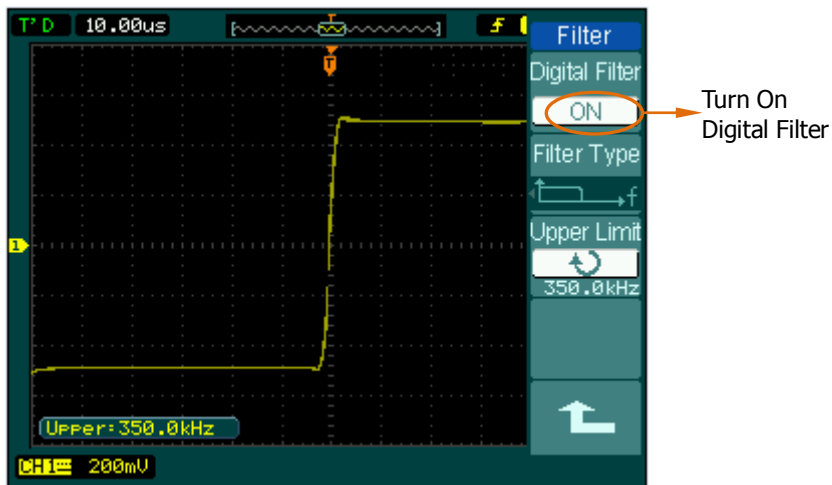 T'D 10.00us
T
Filter
Digital Filter
ON
Turn On
Digital Filter
Filter Type
f
Upper Limit
350.0kHz
1
T
Upper:350.0kHz
CH1 200mV